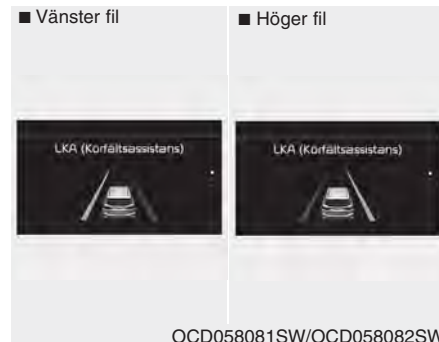 ■ Vänster fil
■ Höger fil
LKA (Körfältsassistans)
LKA (Körfältsassistans)
OCD058081SW/OCD058082SW